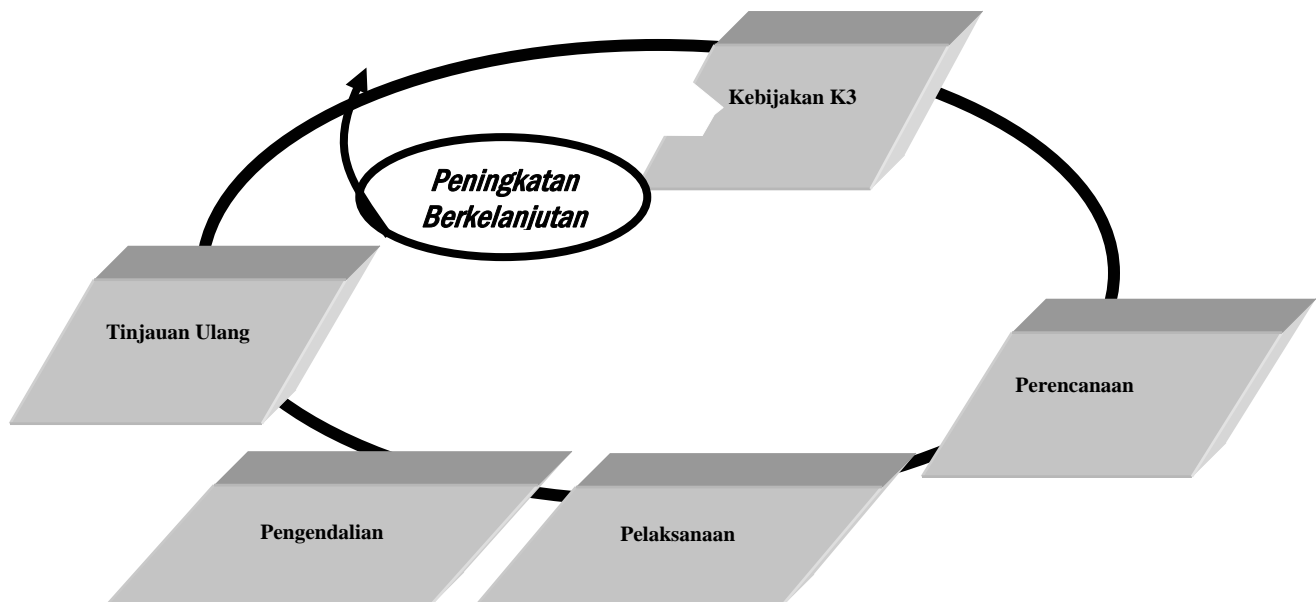 Kebijakan K3
Peningkatan
Berkelanjutan
Tinjauan Ulang
Perencanaan
Pengendalian
Pelaksanaan